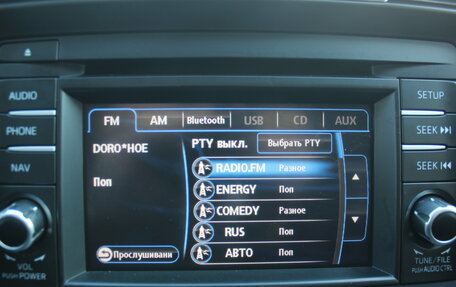 AUDIO
PHONE
NAV
VOL
PUSH POWER
FM AM Bluetooth USB CD AUX
DORO*HOE
Поп
Прослушивани
PTY выкл. Выбрать PTY
RADIO.FM Разное
ENERGY Поп
COMEDY Разное
RUS Поп
АВТО Поп
SETUP
SEEK
SEEK
TUNE/FILE
PUSH AUDIO CTRL